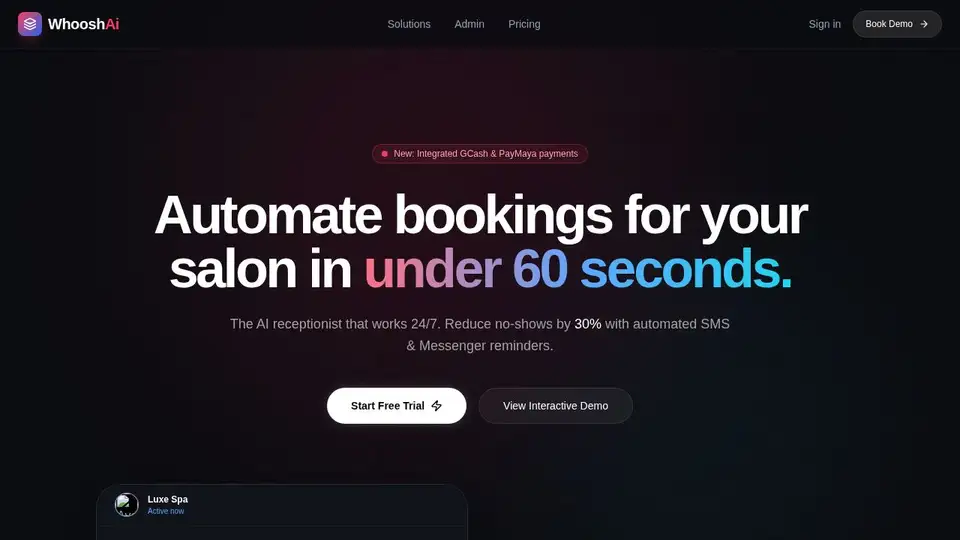 WhooshAi
Solutions
Admin
Pricing
Sign in
Book Demo
New: Integrated GCash & PayMaya payments
Automate bookings for your
salon in under 60 seconds.
The AI receptionist that works 24/7. Reduce no-shows by 30% with automated SMS
& Messenger reminders.
Start Free Trial
View Interactive Demo
Luxe Spa
Active now